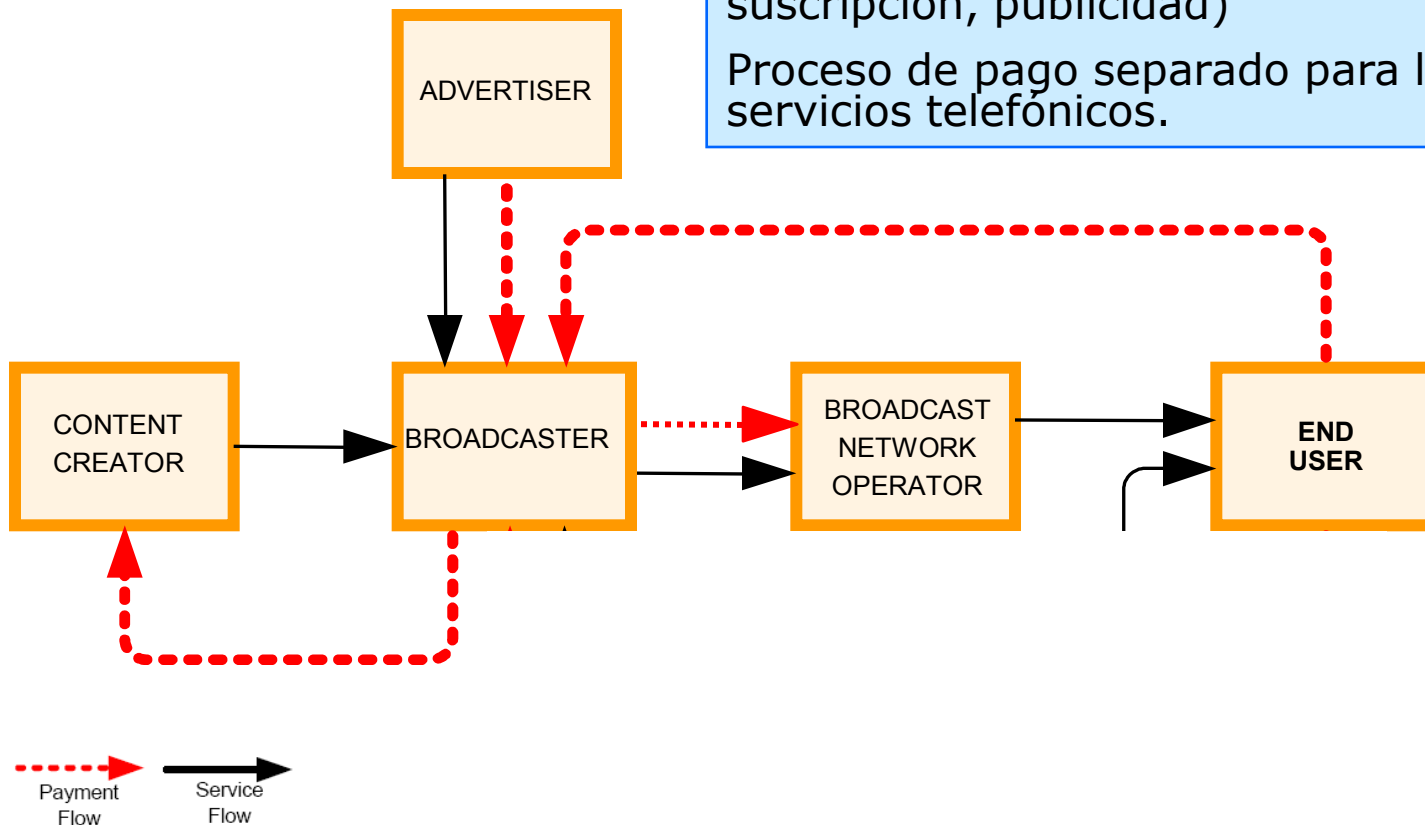 suscripción, publicidad)
Proceso de pago separado para
servicios telefónicos.
ADVERTISER
CONTENT
CREATOR
BROADCASTER
BROADCAST
NETWORK
OPERATOR
END
USER
Payment
Flow
Service
Flow